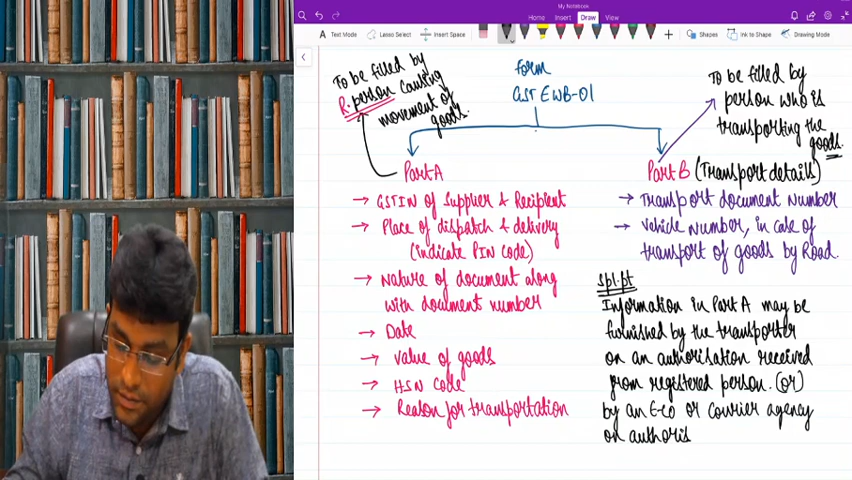 My Notebook
Home Insert Draw View
Text Mode Lasso Select Insert Space Shapes Ink to Shape Drawing Mode
To be filled by
R. person causing
movement of
goods.
Form
GST EWB-01
To be filled by
person who is
transporting the
goods.
Part A
→ GSTIN of Supplier & Recipient
→ Place of dispatch & delivery
(indicate PIN code)
→ Nature of document along
with document number
→ Date
→ Value of goods
→ HSN code
→ Reason for transportation
Part B (Transport details)
→ Transport document Number
→ Vehicle Number, in case of
transport of goods by Road.
Spl.pt
Information in Part A may be
furnished by the transporter
on an authorisation received
from registered person. (or)
by an E-co or courier agency
on authoris